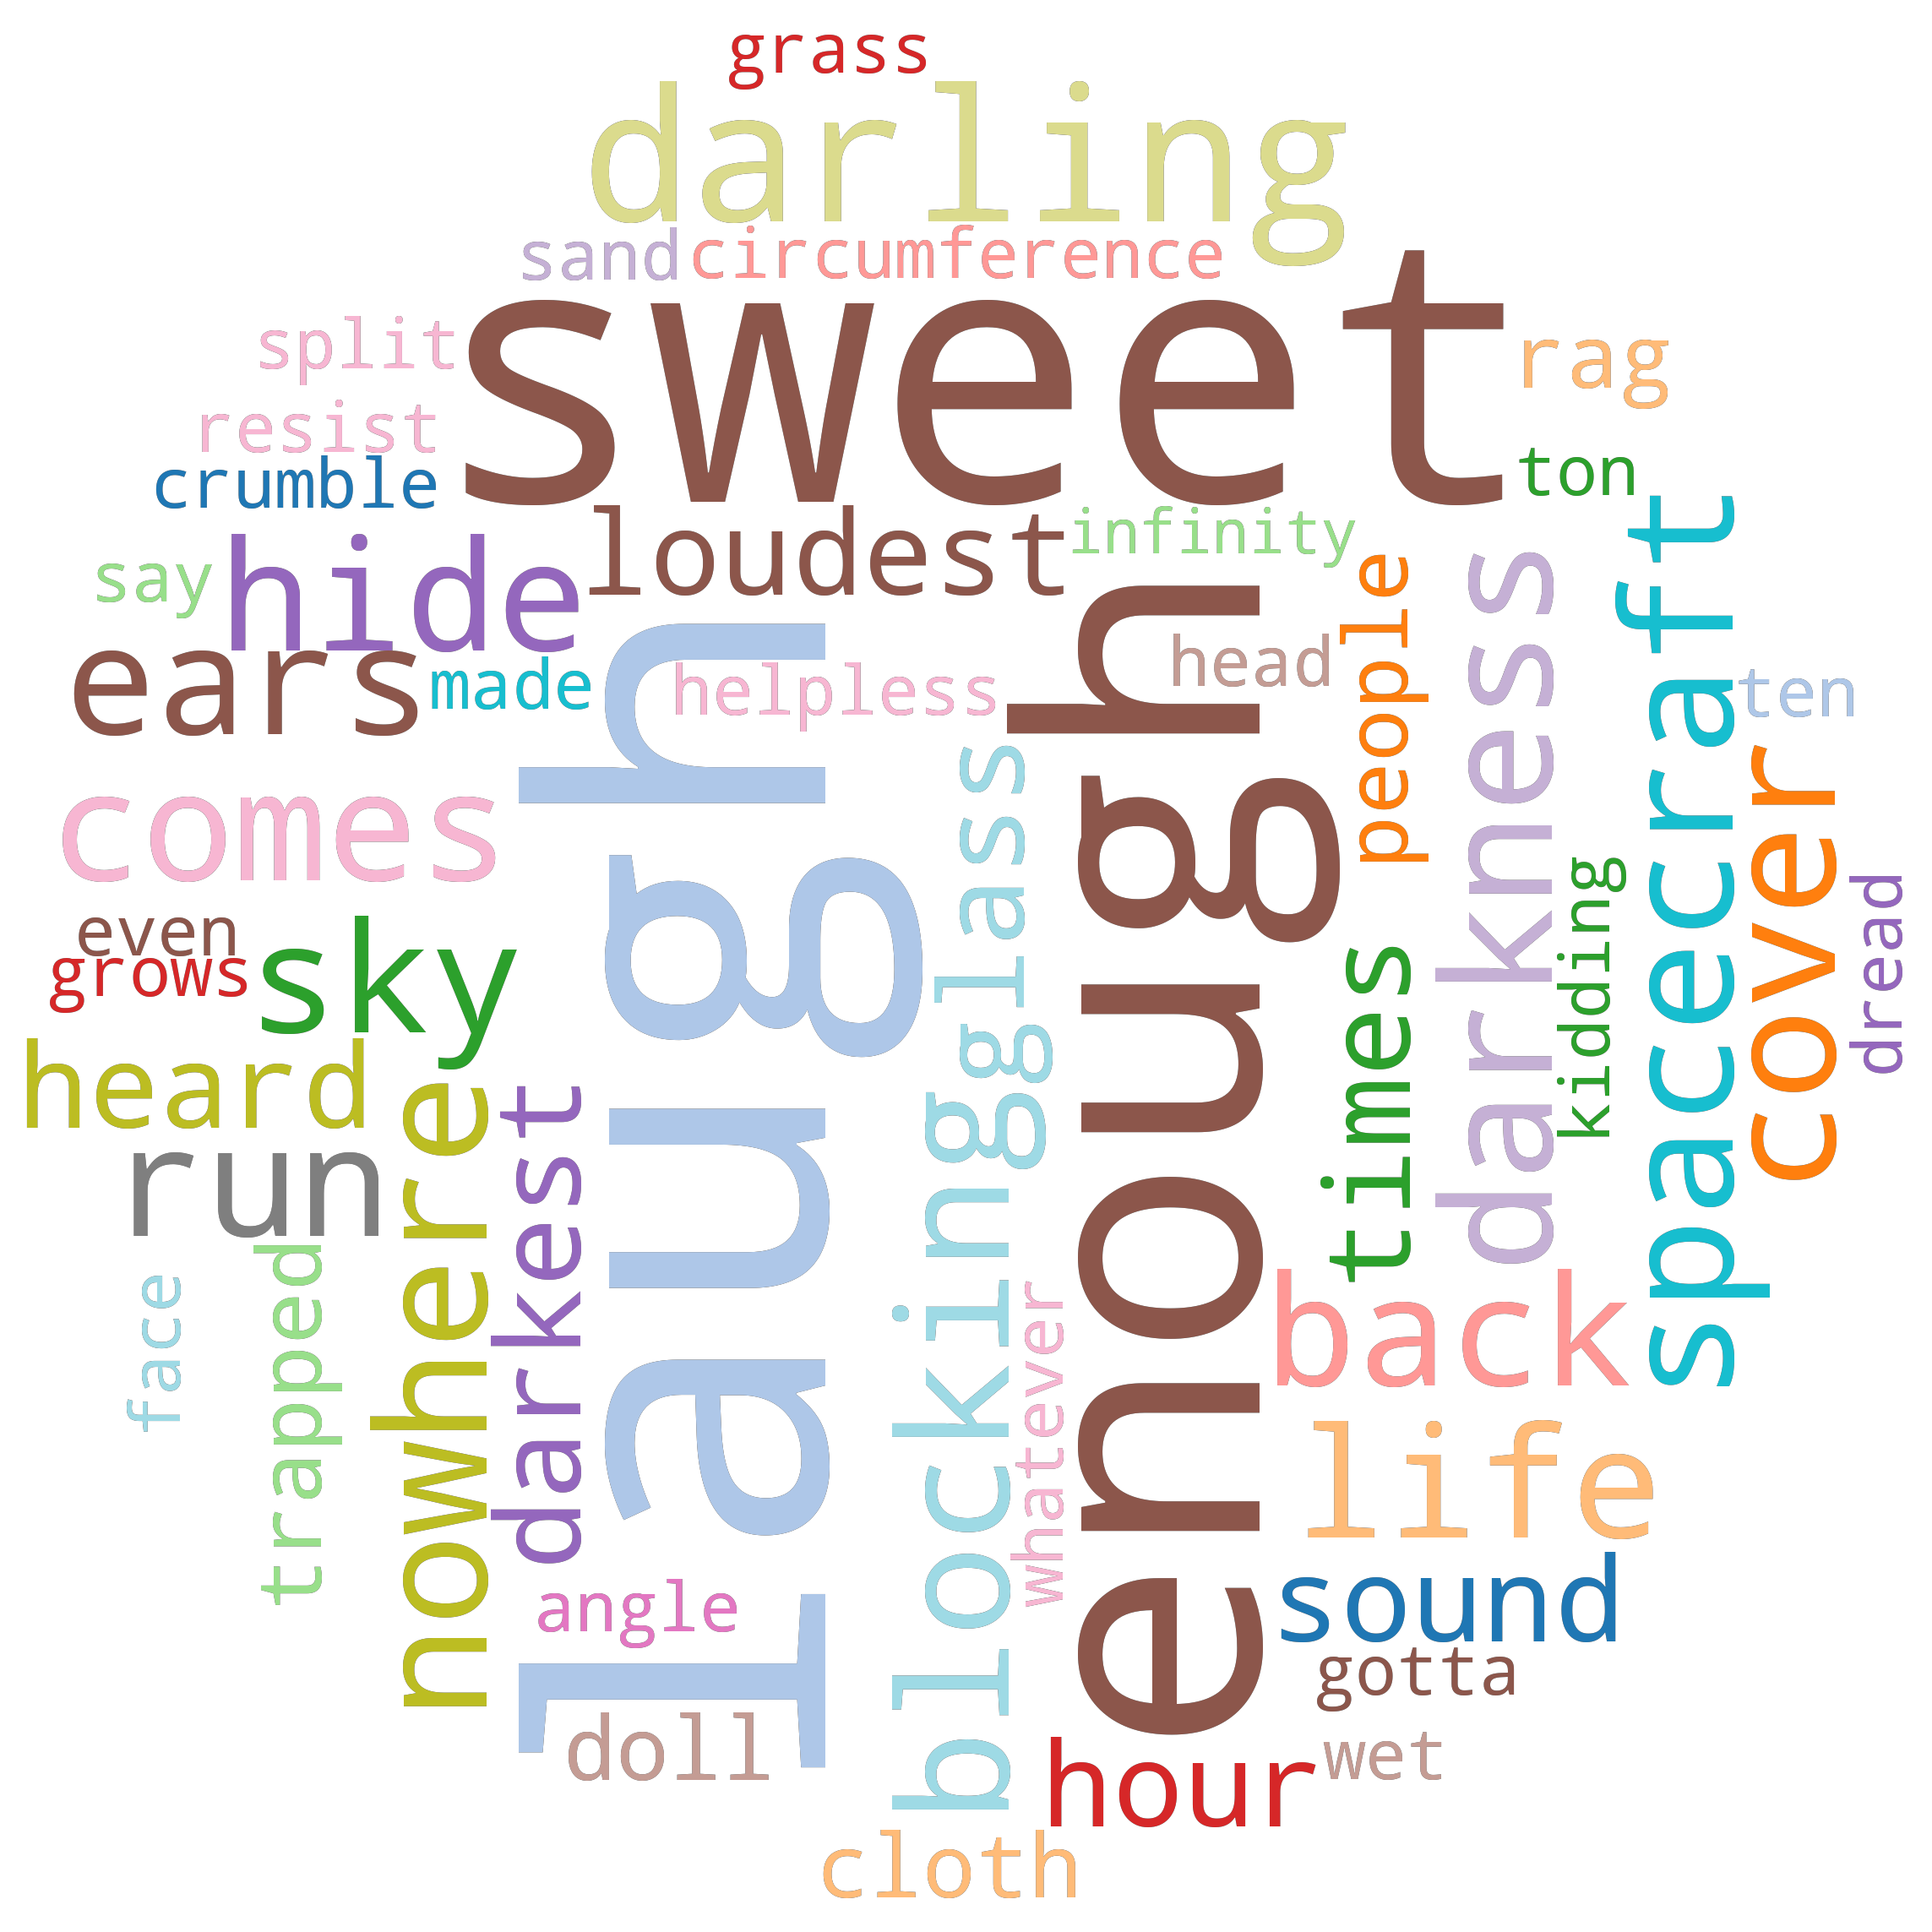 grass
darling
sand
circumference
sweet
split
rag
resist
crumble
ton
loudest
infinity
hide
say
ears
made
helpless
head
people
darkness
spacecraft
ten
cover
comes
laugh
enough
blockingglass
even
grows
sky
heard
kidding
dread
times
run
nowhere
darkest
trapped
face
back
whatever
life
angle
sound
gotta
doll
hour
wet
cloth